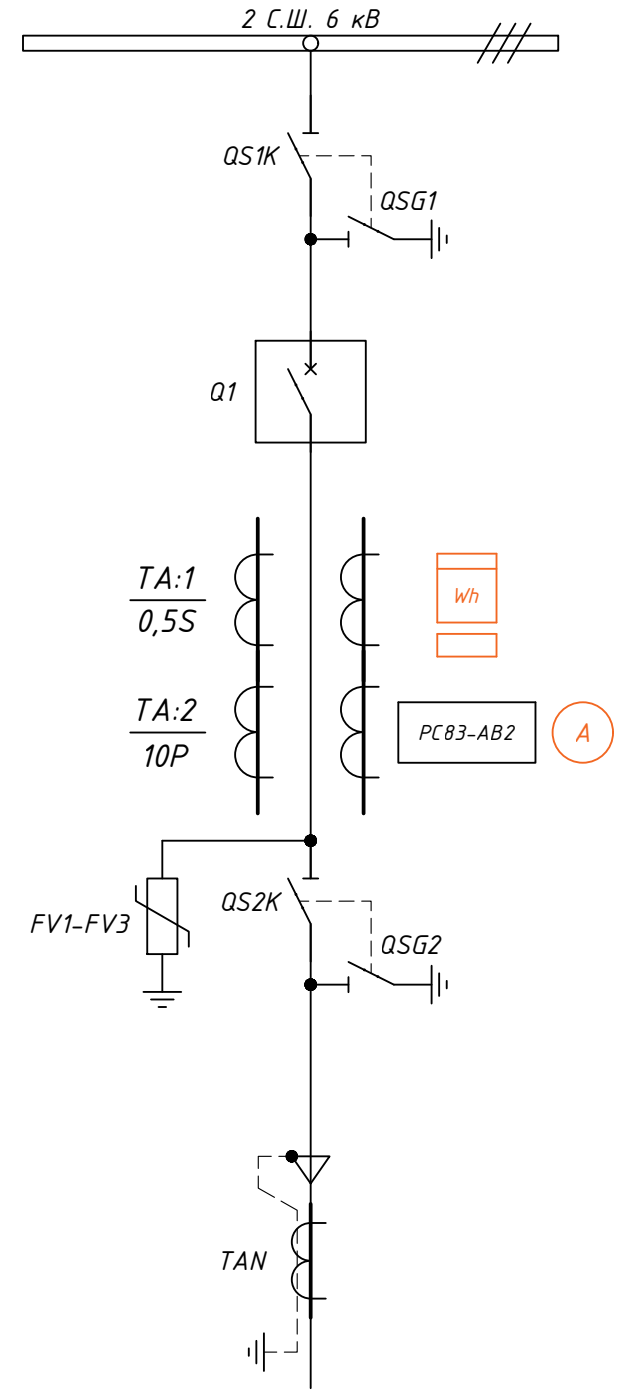 2 С.Ш. 6 кВ
QS1K
QSG1
Q1
TA:1
0,5S
Wh
TA:2
10P
РС83-АВ2
A
QS2K
FV1-FV3
QSG2
TAN